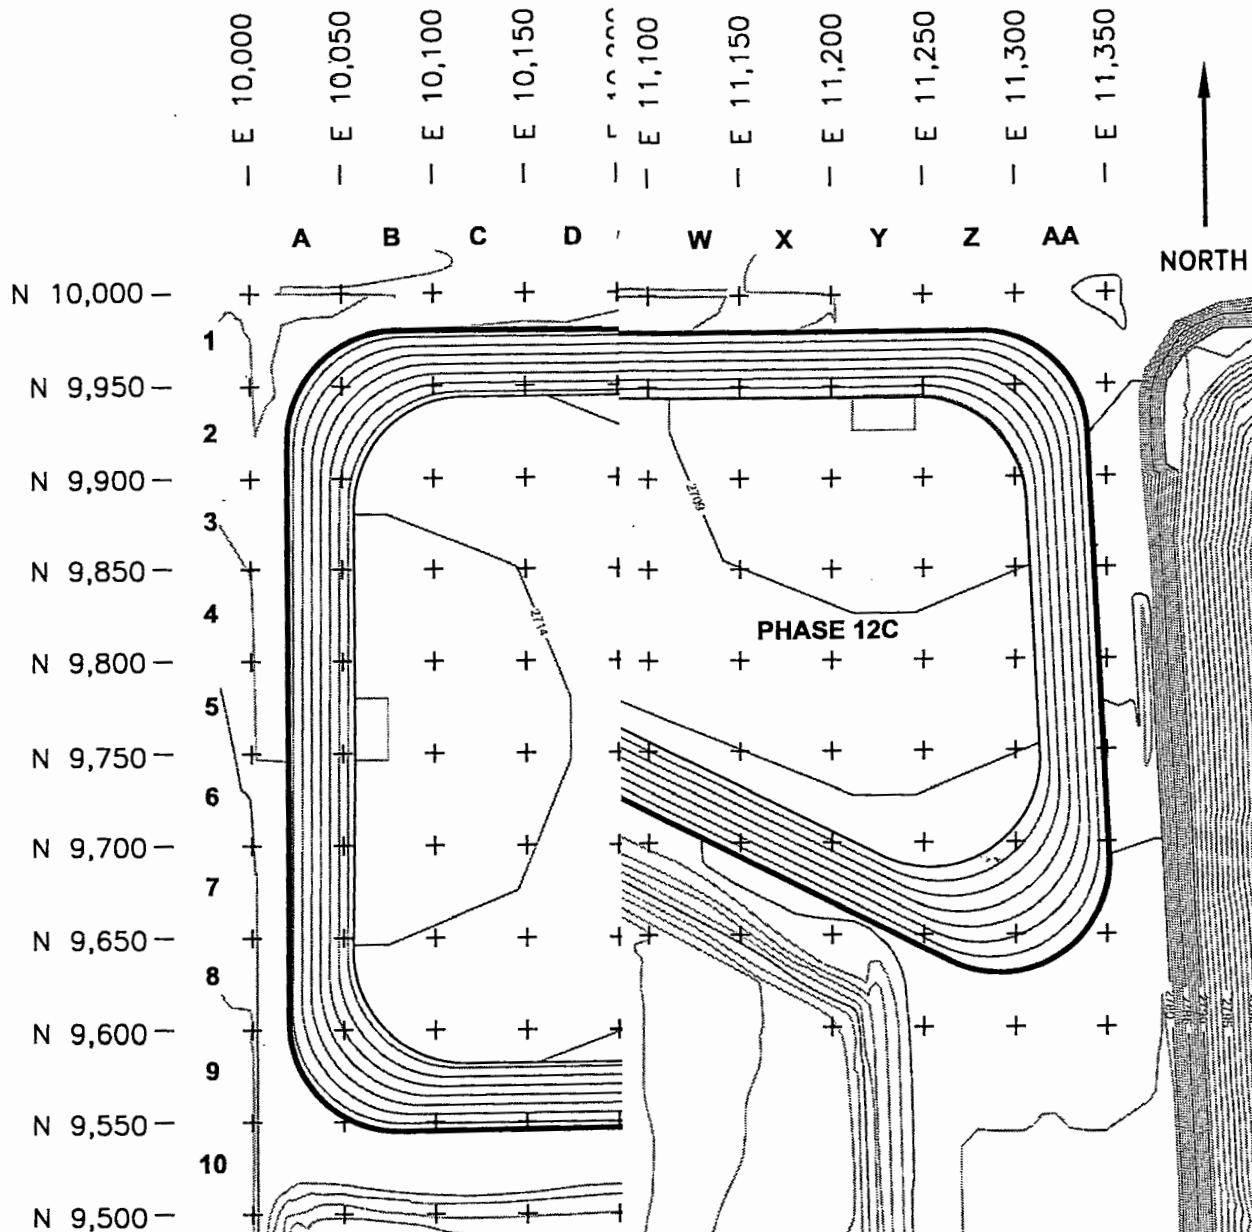 E 10,000
E 10,050
E 10,100
E 10,150
E 11,100
E 11,150
E 11,200
E 11,250
E 11,300
E 11,350
A B C D W X Y Z AA
NORTH
N 10,000
1
N 9,950
2
N 9,900
2709
3
N 9,850
4
2714
PHASE 12C
N 9,800
5
N 9,750
6
N 9,700
7
N 9,650
8
N 9,600
9
N 9,550
10
N 9,500